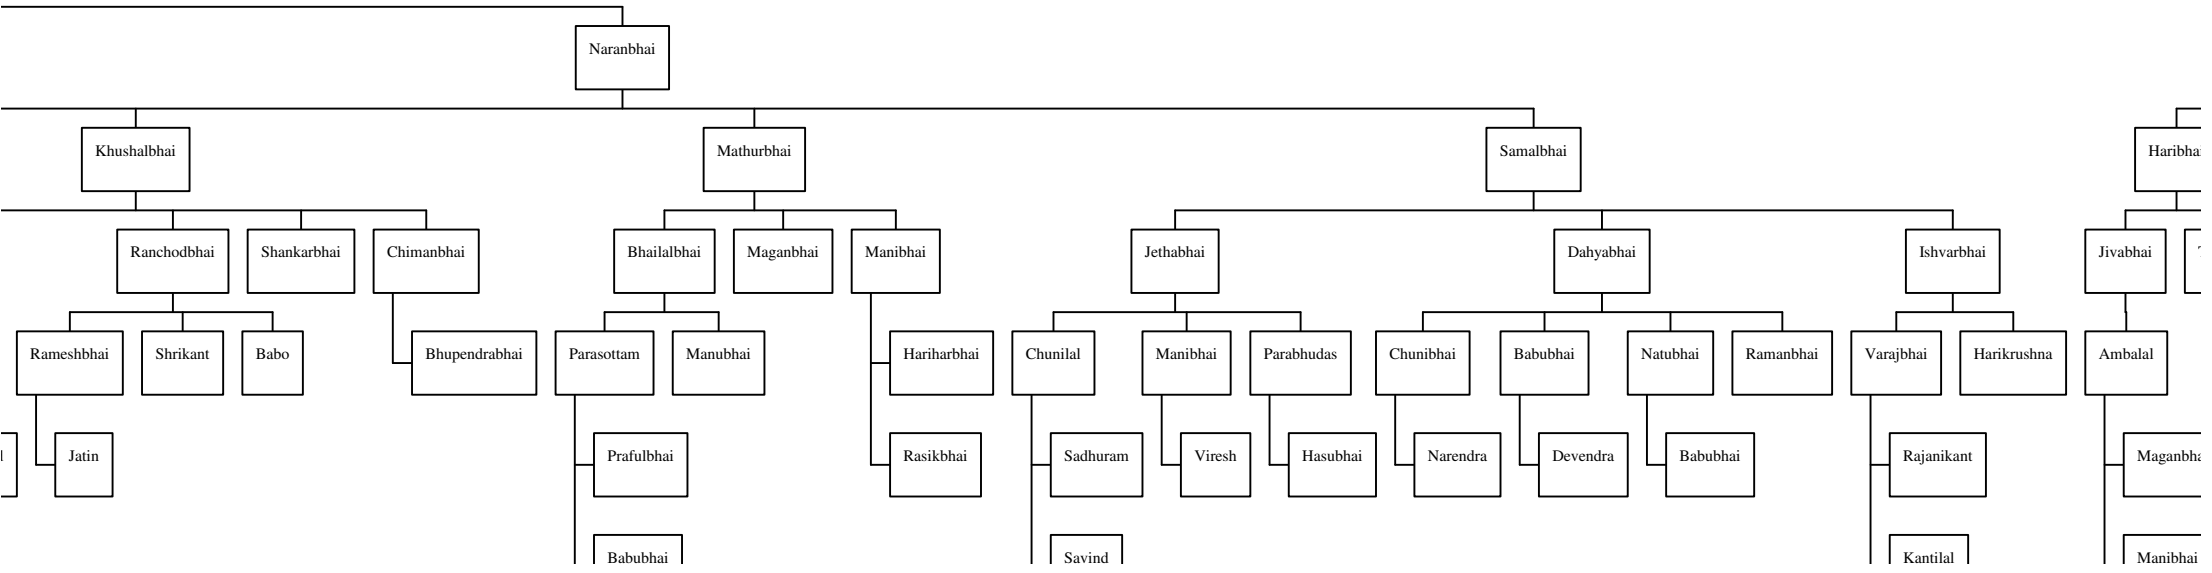 Naranbhai
Khushalbhai
Mathurbhai
Samalbhai
Haribhai
Ranchodbhai
Shankarbhai
Chimanbhai
Bhailalbhai
Maganbhai
Manibhai
Jethabhai
Dahyabhai
Ishvarbhai
Jivabhai
Rameshbhai
Shrikant
Babo
Bhupendrabhai
Parasottam
Manubhai
Hariharbhai
Chunilal
Manibhai
Parabhudas
Chunibhai
Babubhai
Natubhai
Ramanbhai
Varajbhai
Harikrushna
Ambalal
Jatin
Prafulbhai
Rasikbhai
Sadhuram
Viresh
Hasubhai
Narendra
Devendra
Babubhai
Rajanikant
Maganbha
Babubhai
Savind
Kantilal
Manibhai